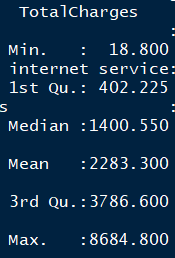 TotalCharges
:
Min.   :  18.800
internet service:
1st Qu.: 402.225
s :
Median :1400.550
Mean   :2283.300
3rd Qu.:3786.600
Max.   :8684.800